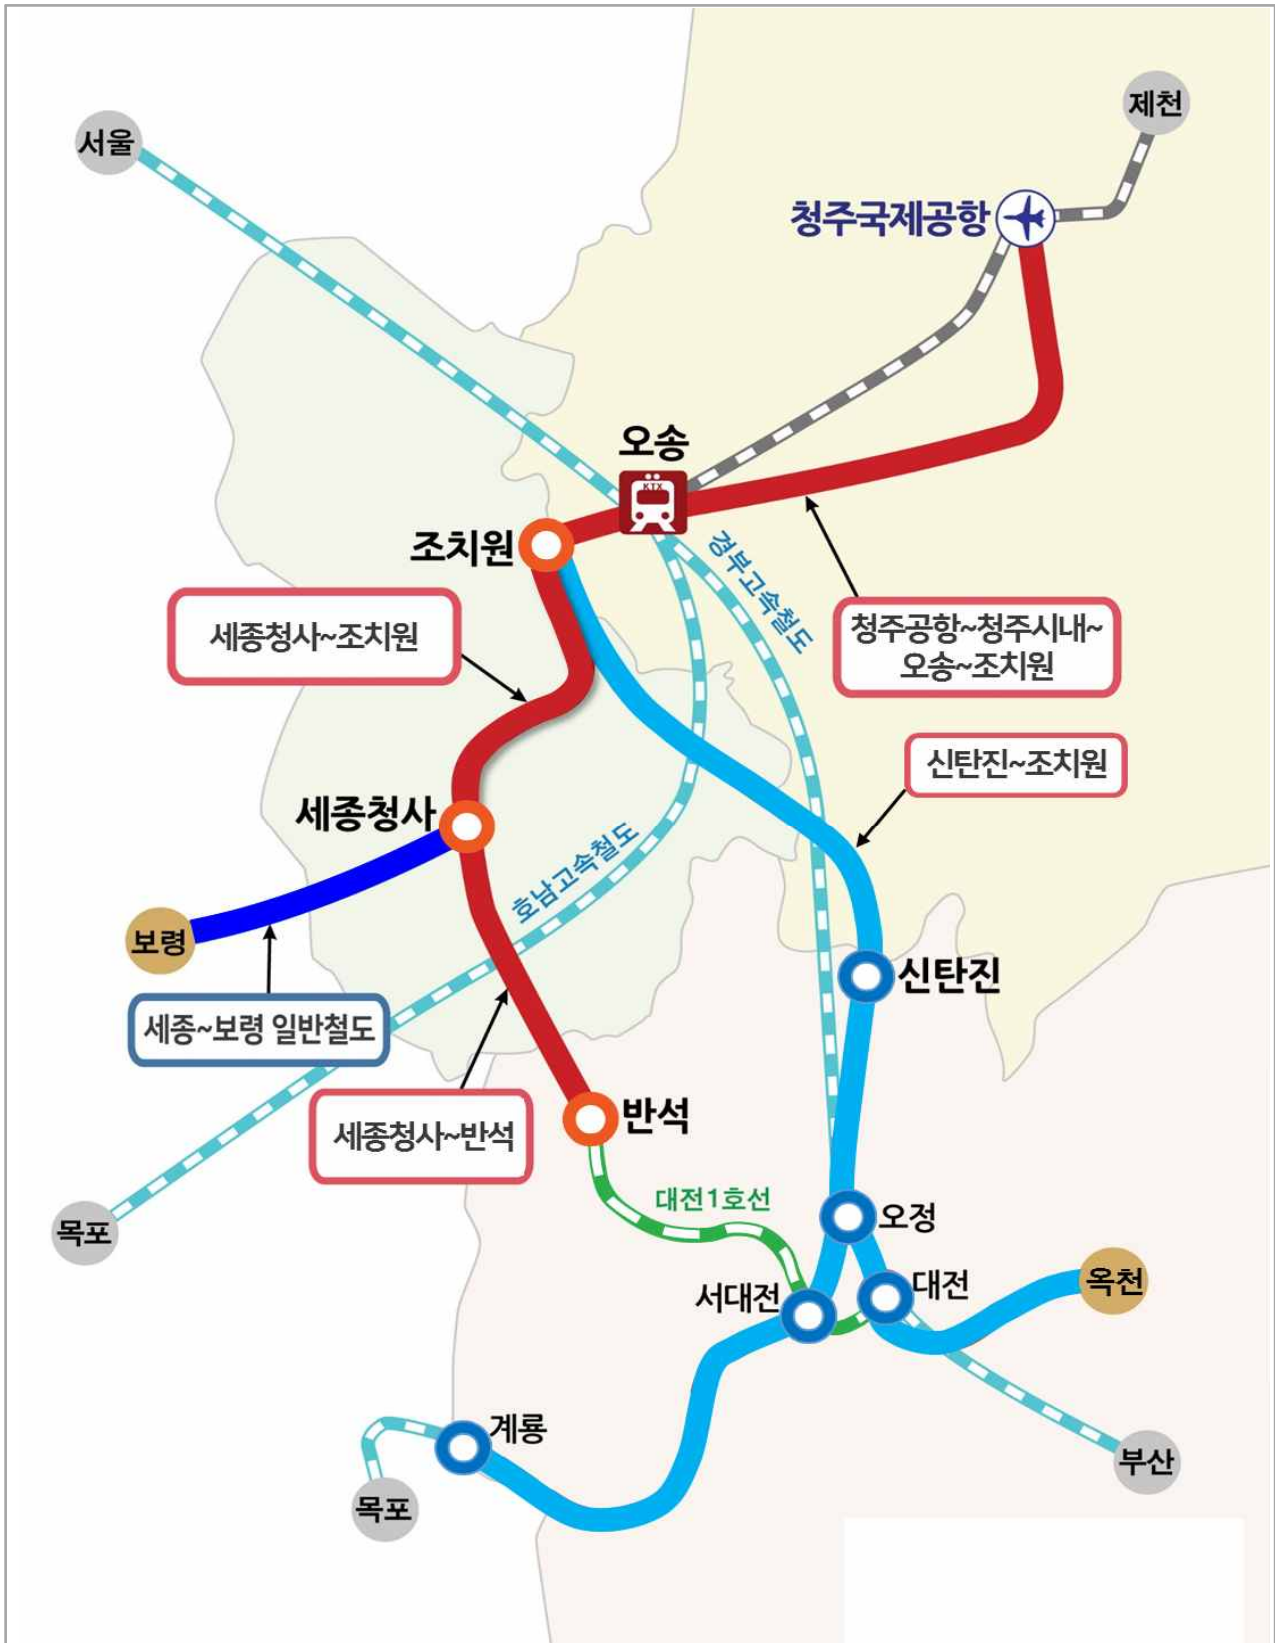 제천
서울
청주국제공항
오송
KTX
조치원
경부고속철도
세종청사~조치원
청주공항~청주시내~
오송~조치원
신탄진~조치원
세종청사
호남고속철도
보령
신탄진
세종~보령 일반철도
반석
세종청사~반석
대전1호선
목포
오정
옥천
대전
서대전
계룡
부산
목포